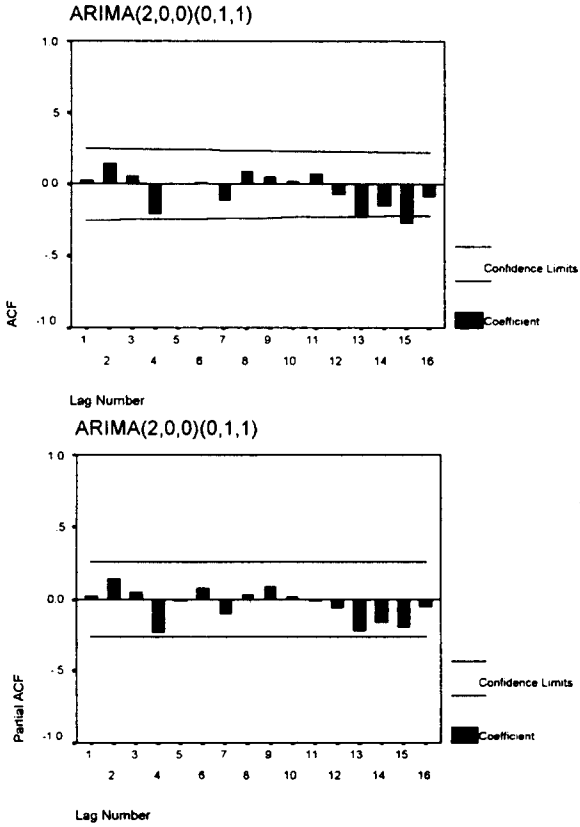 ARIMA(2,0,0)(0,1,1)
1.0
.5
0.0
-.5
-1.0
ACF
1 3 5 7 9 11 13 15
2 4 6 8 10 12 14 16
Lag Number
Confidence Limits
Coefficient
ARIMA(2,0,0)(0,1,1)
1.0
.5
0.0
-.5
-1.0
Partial ACF
1 3 5 7 9 11 13 15
2 4 6 8 10 12 14 16
Lag Number
Confidence Limits
Coefficient